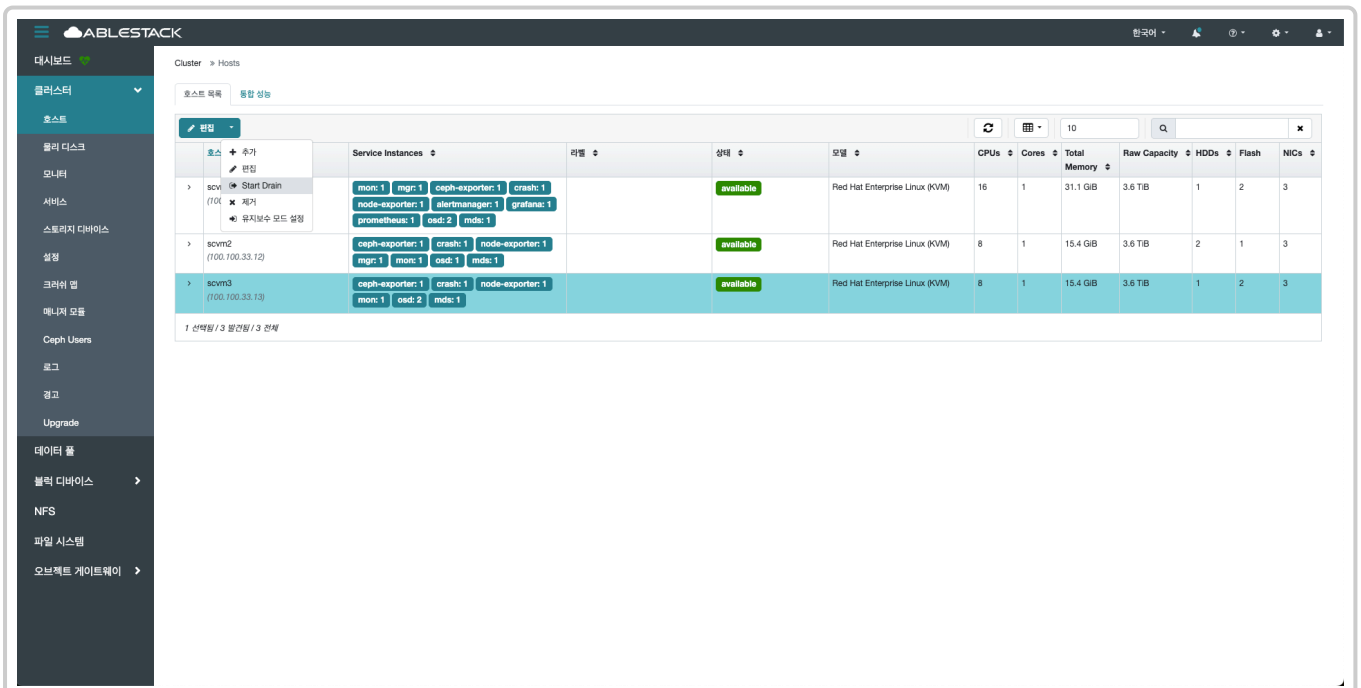 ABLESTACK
한국어
대시보드
클러스터
호스트
물리 디스크
모니터
서비스
스토리지 디바이스
설정
크러쉬 맵
매니저 모듈
Ceph Users
로그
경고
Upgrade
데이터 풀
블럭 디바이스
NFS
파일 시스템
오브젝트 게이트웨이
Cluster » Hosts
호스트 목록 통합 성능
편집
10
추가
편집
Start Drain
제거
유지보수 모드 설정
Service Instances 라벨 상태 모델 CPUs Cores Total Memory Raw Capacity HDDs Flash NICs
mon: 1 mgr: 1 ceph-exporter: 1 crash: 1 available Red Hat Enterprise Linux (KVM) 16 1 31.1 GiB 3.6 TiB 1 2 3
node-exporter: 1 alertmanager: 1 grafana: 1
prometheus: 1 osd: 2 mds: 1
scvm2 ceph-exporter: 1 crash: 1 node-exporter: 1 available Red Hat Enterprise Linux (KVM) 8 1 15.4 GiB 3.6 TiB 2 1 3
(100.100.33.12) mgr: 1 mon: 1 osd: 1 mds: 1
scvm3 ceph-exporter: 1 crash: 1 node-exporter: 1 available Red Hat Enterprise Linux (KVM) 8 1 15.4 GiB 3.6 TiB 1 2 3
(100.100.33.13) mon: 1 osd: 2 mds: 1
1 선택됨 / 3 발견됨 / 3 전체